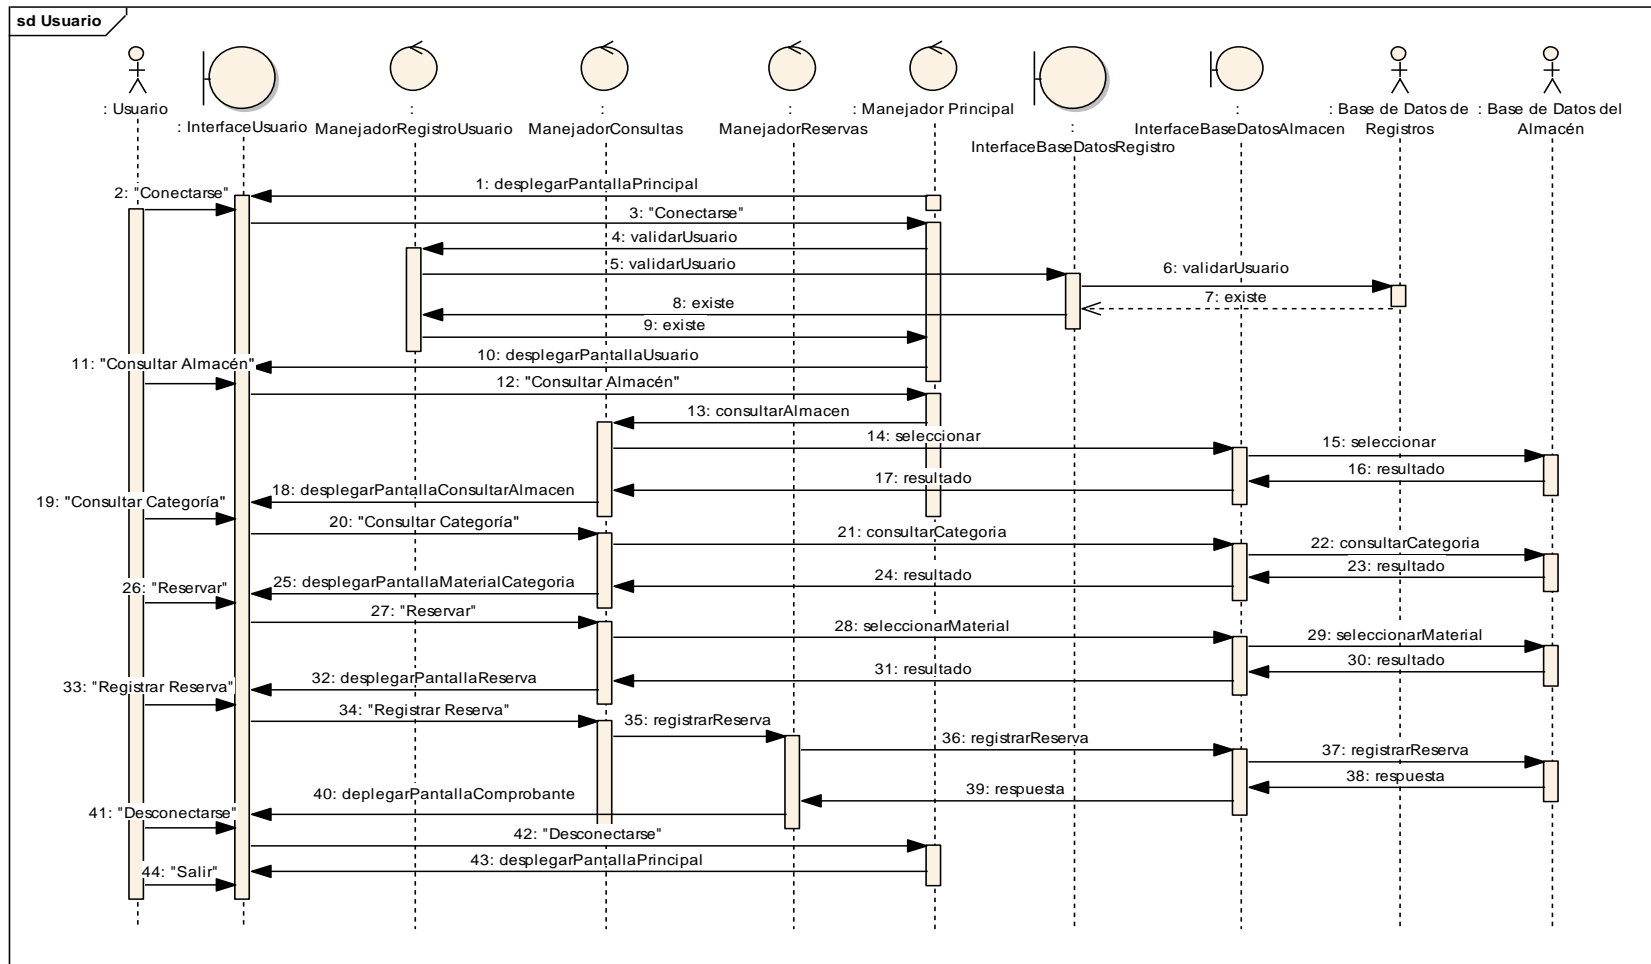 sd Usuario
: Usuario
: InterfaceUsuario
:
ManejadorRegistroUsuario
:
ManejadorConsultas
:
ManejadorReservas
: Manejador Principal
:
InterfaceBaseDatosRegistro
:
InterfaceBaseDatosAlmacen
: Base de Datos de
Registros
: Base de Datos del
Almacén
1: desplegarPantallaPrincipal
2: "Conectarse"
3: "Conectarse"
4: validarUsuario
5: validarUsuario
6: validarUsuario
7: existe
8: existe
9: existe
10: desplegarPantallaUsuario
11: "Consultar Almacén"
12: "Consultar Almacén"
13: consultarAlmacen
14: seleccionar
15: seleccionar
16: resultado
17: resultado
18: desplegarPantallaConsultarAlmacen
19: "Consultar Categoría"
20: "Consultar Categoría"
21: consultarCategoria
22: consultarCategoria
23: resultado
24: resultado
25: desplegarPantallaMaterialCategoria
26: "Reservar"
27: "Reservar"
28: seleccionarMaterial
29: seleccionarMaterial
30: resultado
31: resultado
32: desplegarPantallaReserva
33: "Registrar Reserva"
34: "Registrar Reserva"
35: registrarReserva
36: registrarReserva
37: registrarReserva
38: respuesta
39: respuesta
40: deplegarPantallaComprobante
41: "Desconectarse"
42: "Desconectarse"
43: desplegarPantallaPrincipal
44: "Salir"